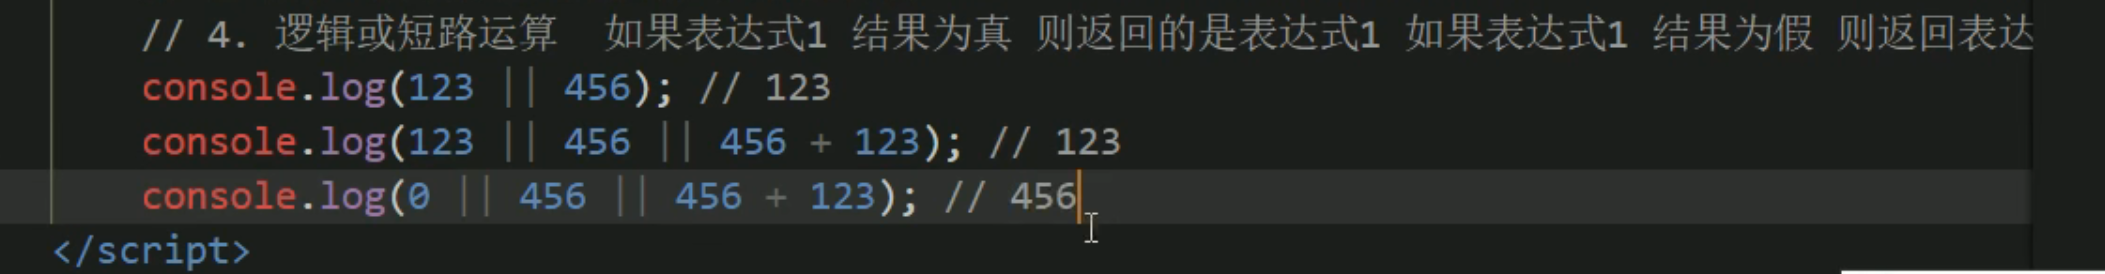 // 4. 逻辑或短路运算  如果表达式1 结果为真 则返回的是表达式1 如果表达式1 结果为假 则返回表达
console.log(123 || 456); // 123
console.log(123 || 456 || 456 + 123); // 123
console.log(0 || 456 || 456 + 123); // 456
</script>